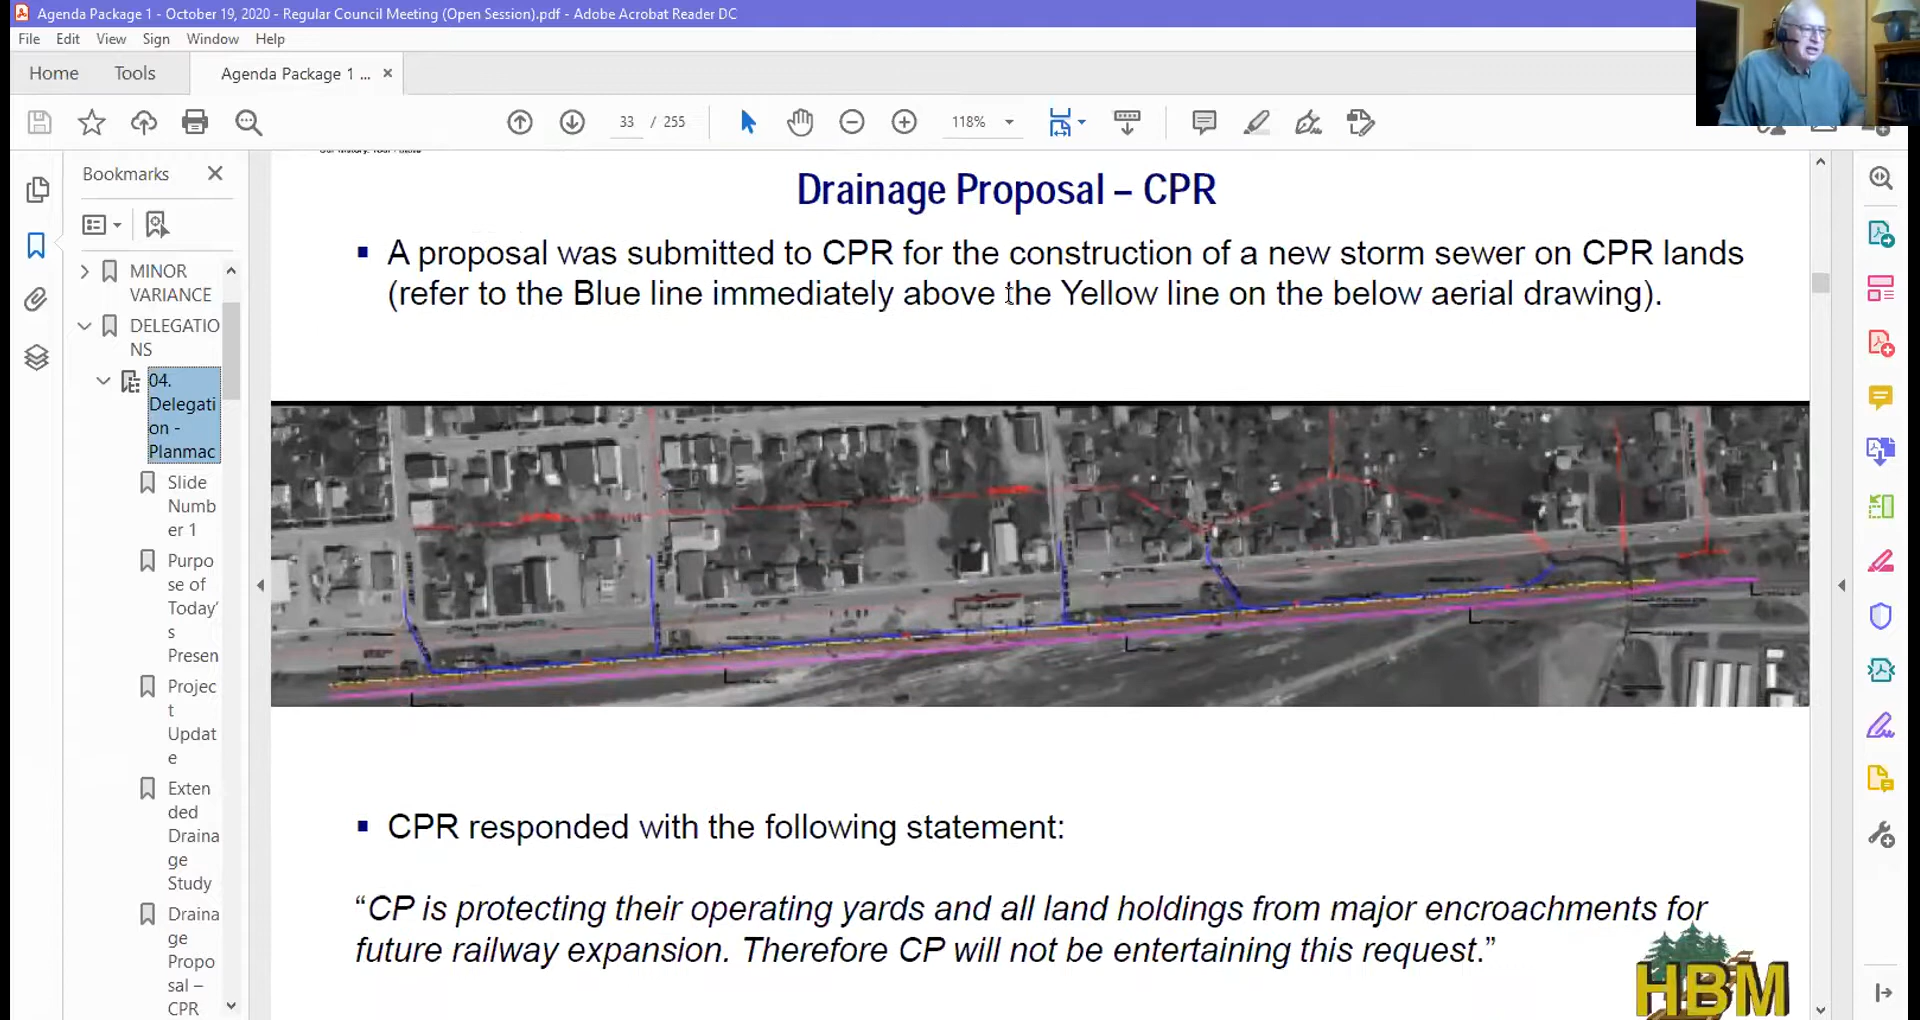 Agenda Package 1 - October 19, 2020 - Regular Council Meeting (Open Session).pdf - Adobe Acrobat Reader DC
File Edit View Sign Window Help
Home Tools Agenda Package 1 ... ×
33 / 255 118%
Bookmarks ×
MINOR
VARIANCE
DELEGATIO
NS
04.
Delegati
on -
Planmac
Slide
Numb
er 1
Purpo
se of
Today'
s
Presen
Projec
t
Updat
e
Exten
ded
Draina
ge
Study
Draina
ge
Propo
sal –
CPR
Drainage Proposal – CPR
▪ A proposal was submitted to CPR for the construction of a new storm sewer on CPR lands
(refer to the Blue line immediately above the Yellow line on the below aerial drawing).
▪ CPR responded with the following statement:
“CP is protecting their operating yards and all land holdings from major encroachments for
future railway expansion. Therefore CP will not be entertaining this request.”
HBM